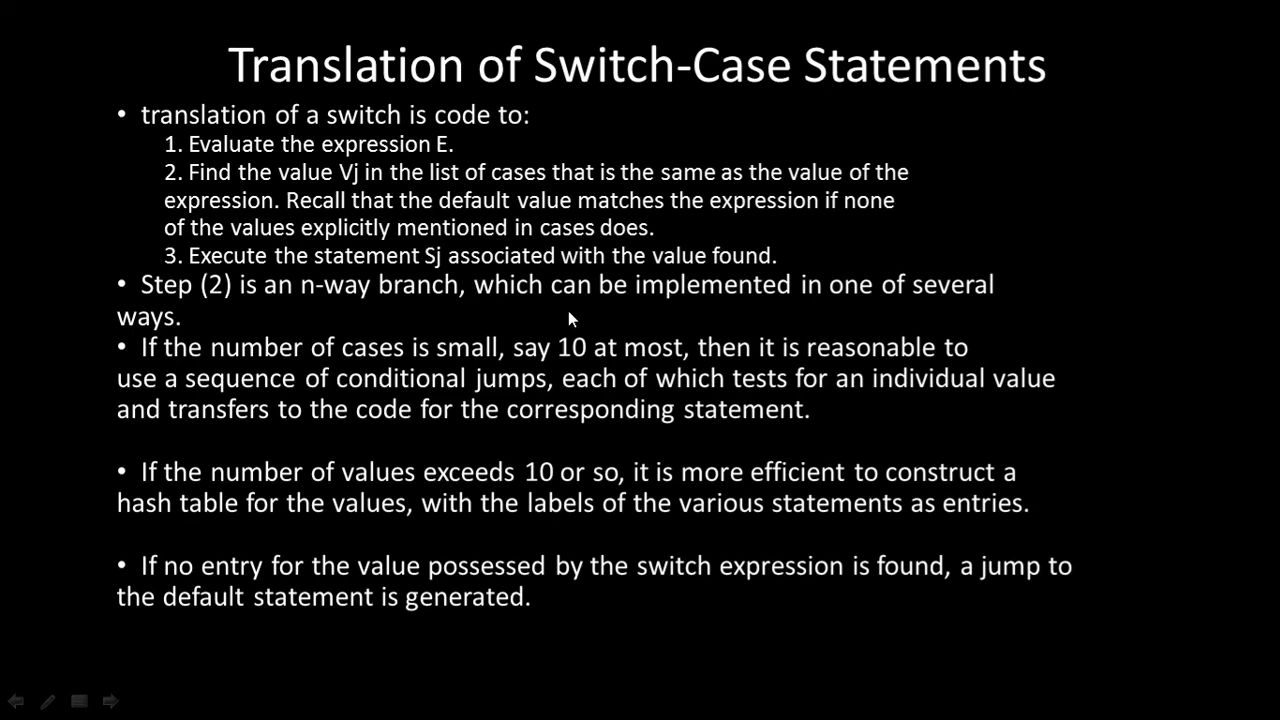 Translation of Switch-Case Statements
• translation of a switch is code to:
1. Evaluate the expression E.
2. Find the value Vj in the list of cases that is the same as the value of the
expression. Recall that the default value matches the expression if none
of the values explicitly mentioned in cases does.
3. Execute the statement Sj associated with the value found.
• Step (2) is an n-way branch, which can be implemented in one of several
ways.
• If the number of cases is small, say 10 at most, then it is reasonable to
use a sequence of conditional jumps, each of which tests for an individual value
and transfers to the code for the corresponding statement.
• If the number of values exceeds 10 or so, it is more efficient to construct a
hash table for the values, with the labels of the various statements as entries.
• If no entry for the value possessed by the switch expression is found, a jump to
the default statement is generated.